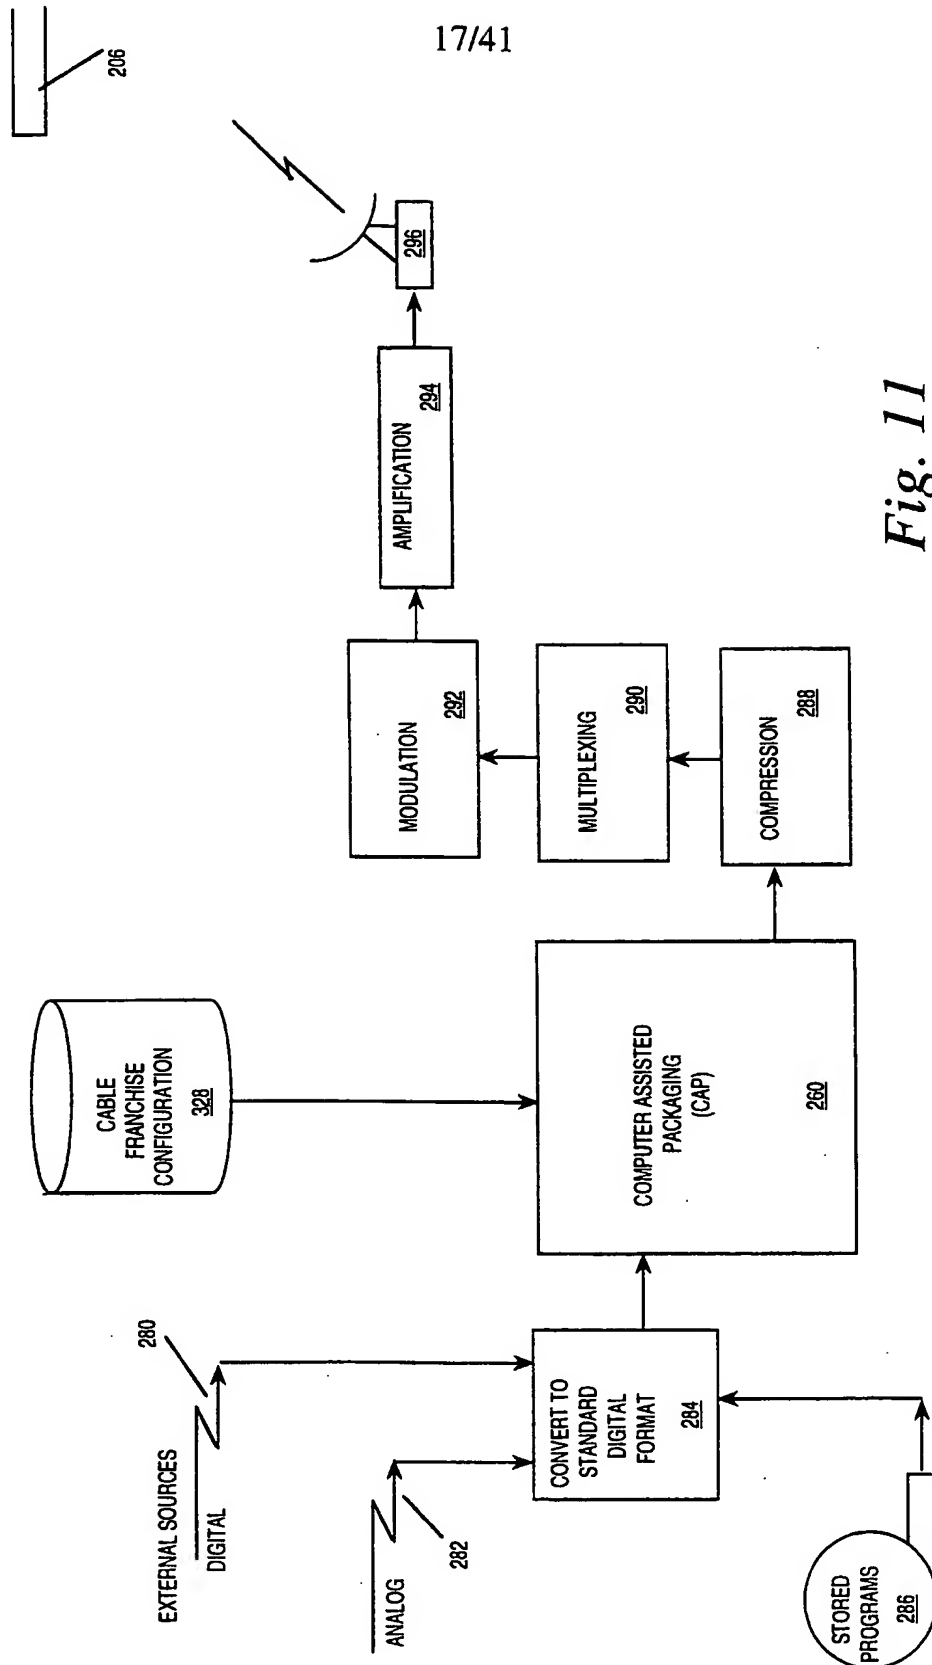 17/41
206
EXTERNAL SOURCES
DIGITAL
280
ANALOG
282
CONVERT TO
STANDARD
DIGITAL
FORMAT
284
STORED
PROGRAMS
286
CABLE
FRANCHISE
CONFIGURATION
328
COMPUTER ASSISTED
PACKAGING
(CAP)
260
COMPRESSION
288
MULTIPLEXING
290
MODULATION
292
AMPLIFICATION
294
296
Fig. 11